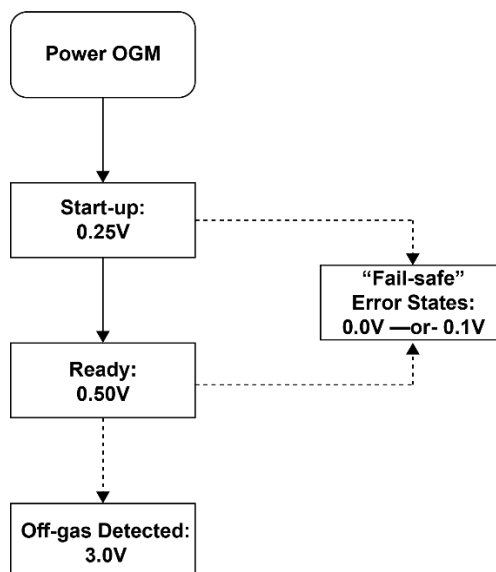 Power OGM
Start-up:
0.25V
“Fail-safe”
Error States:
0.0V —or- 0.1V
Ready:
0.50V
Off-gas Detected:
3.0V